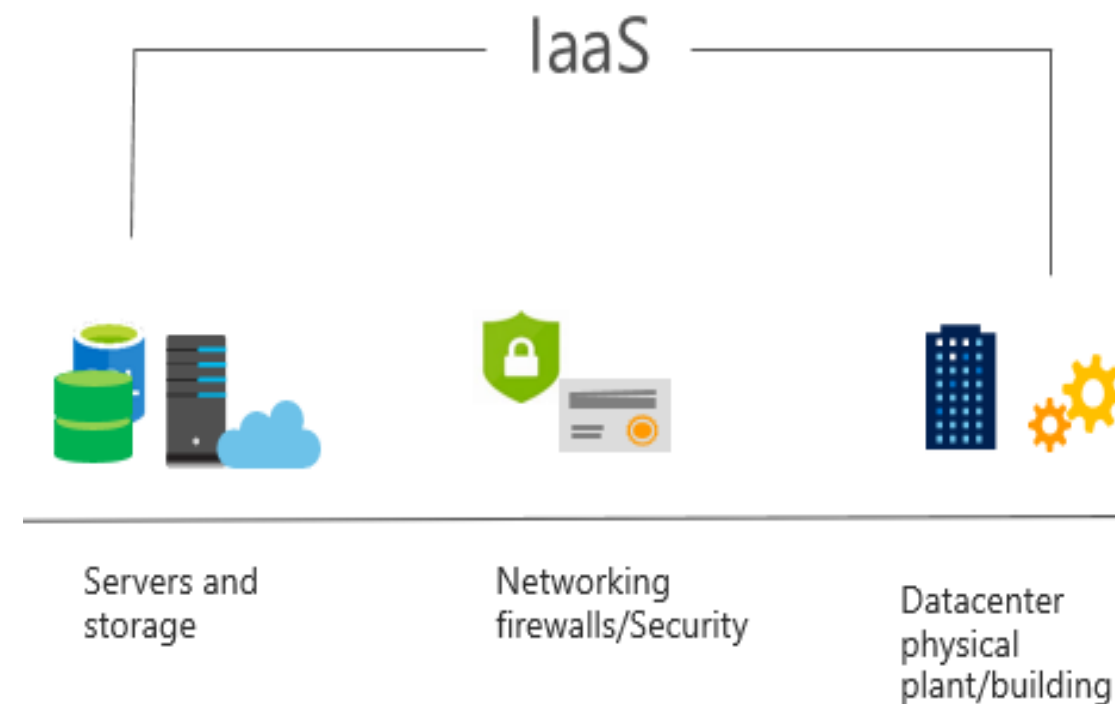 IaaS
Servers and
storage
Networking
firewalls/Security
Datacenter
physical
plant/building